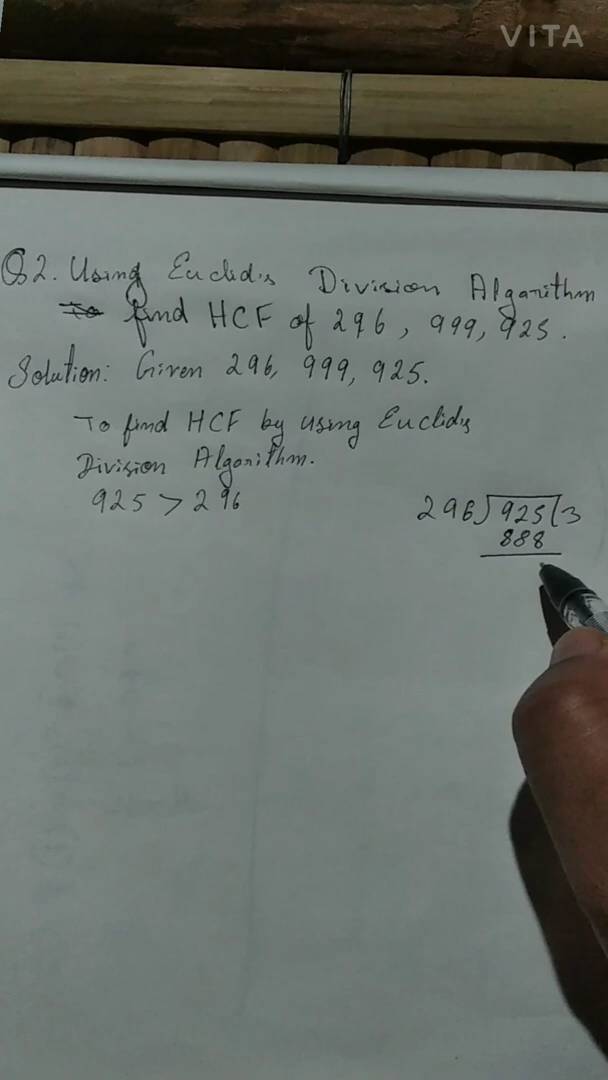 VITA
Q2. Using Euclid's Division Algorithm
To find HCF of 296, 999, 925.
Solution: Given 296, 999, 925.
To find HCF by using Euclid's
Division Algorithm.
925 > 296
296)925(3
888